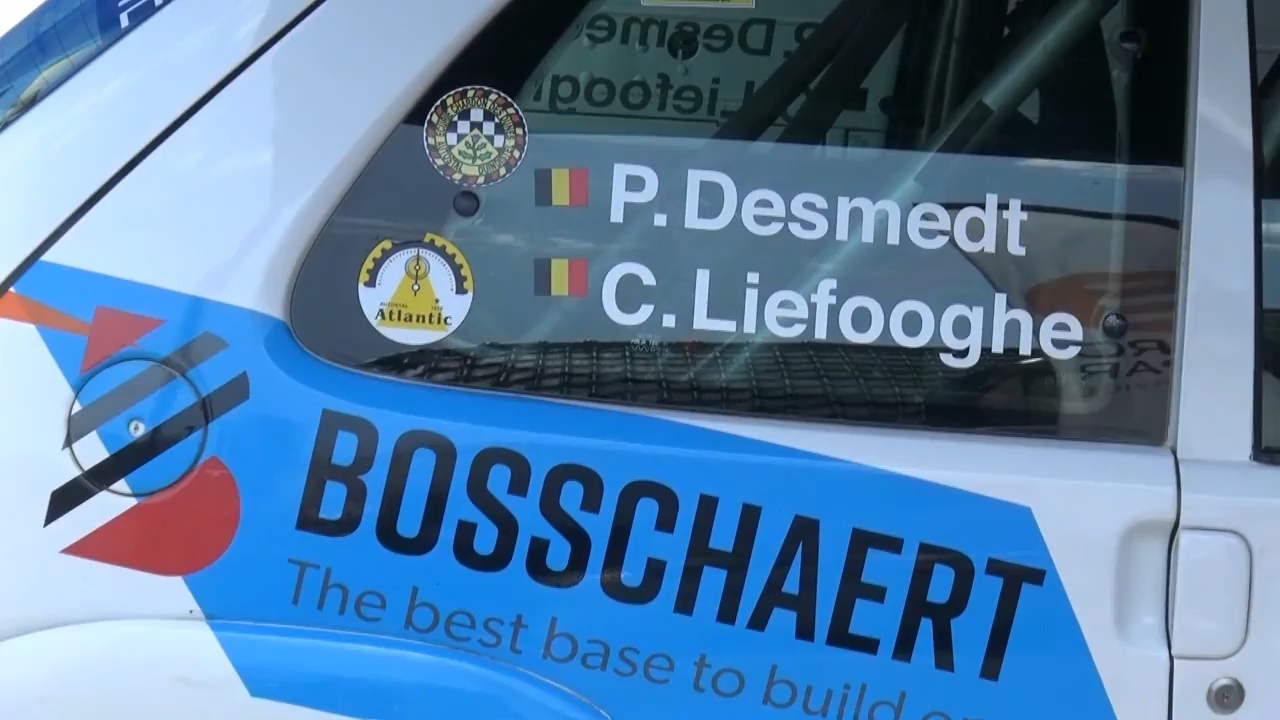 P. Desmedt
C. Liefooghe
Atlantic
BOSSCHAERT
The best base to build